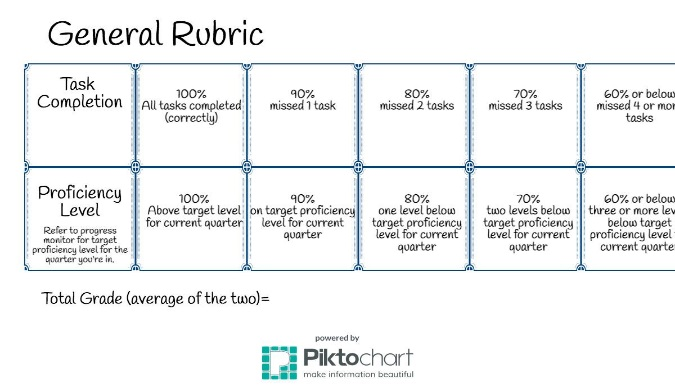 General Rubric
Task
Completion
100%
All tasks completed
(correctly)
90%
missed 1 task
80%
missed 2 tasks
70%
missed 3 tasks
60% or below
missed 4 or mor
tasks
Proficiency
Level
Refer to progress
monitor for target
proficiency level for the
quarter you're in.
100%
Above target level
for current quarter
90%
on target proficiency
level for current
quarter
80%
one level below
target proficiency
level for current
quarter
70%
two levels below
target proficiency
level for current
quarter
60% or below
three or more lev
below target
proficiency level
current quarte
Total Grade (average of the two)=
powered by
Piktochart
make information beautiful